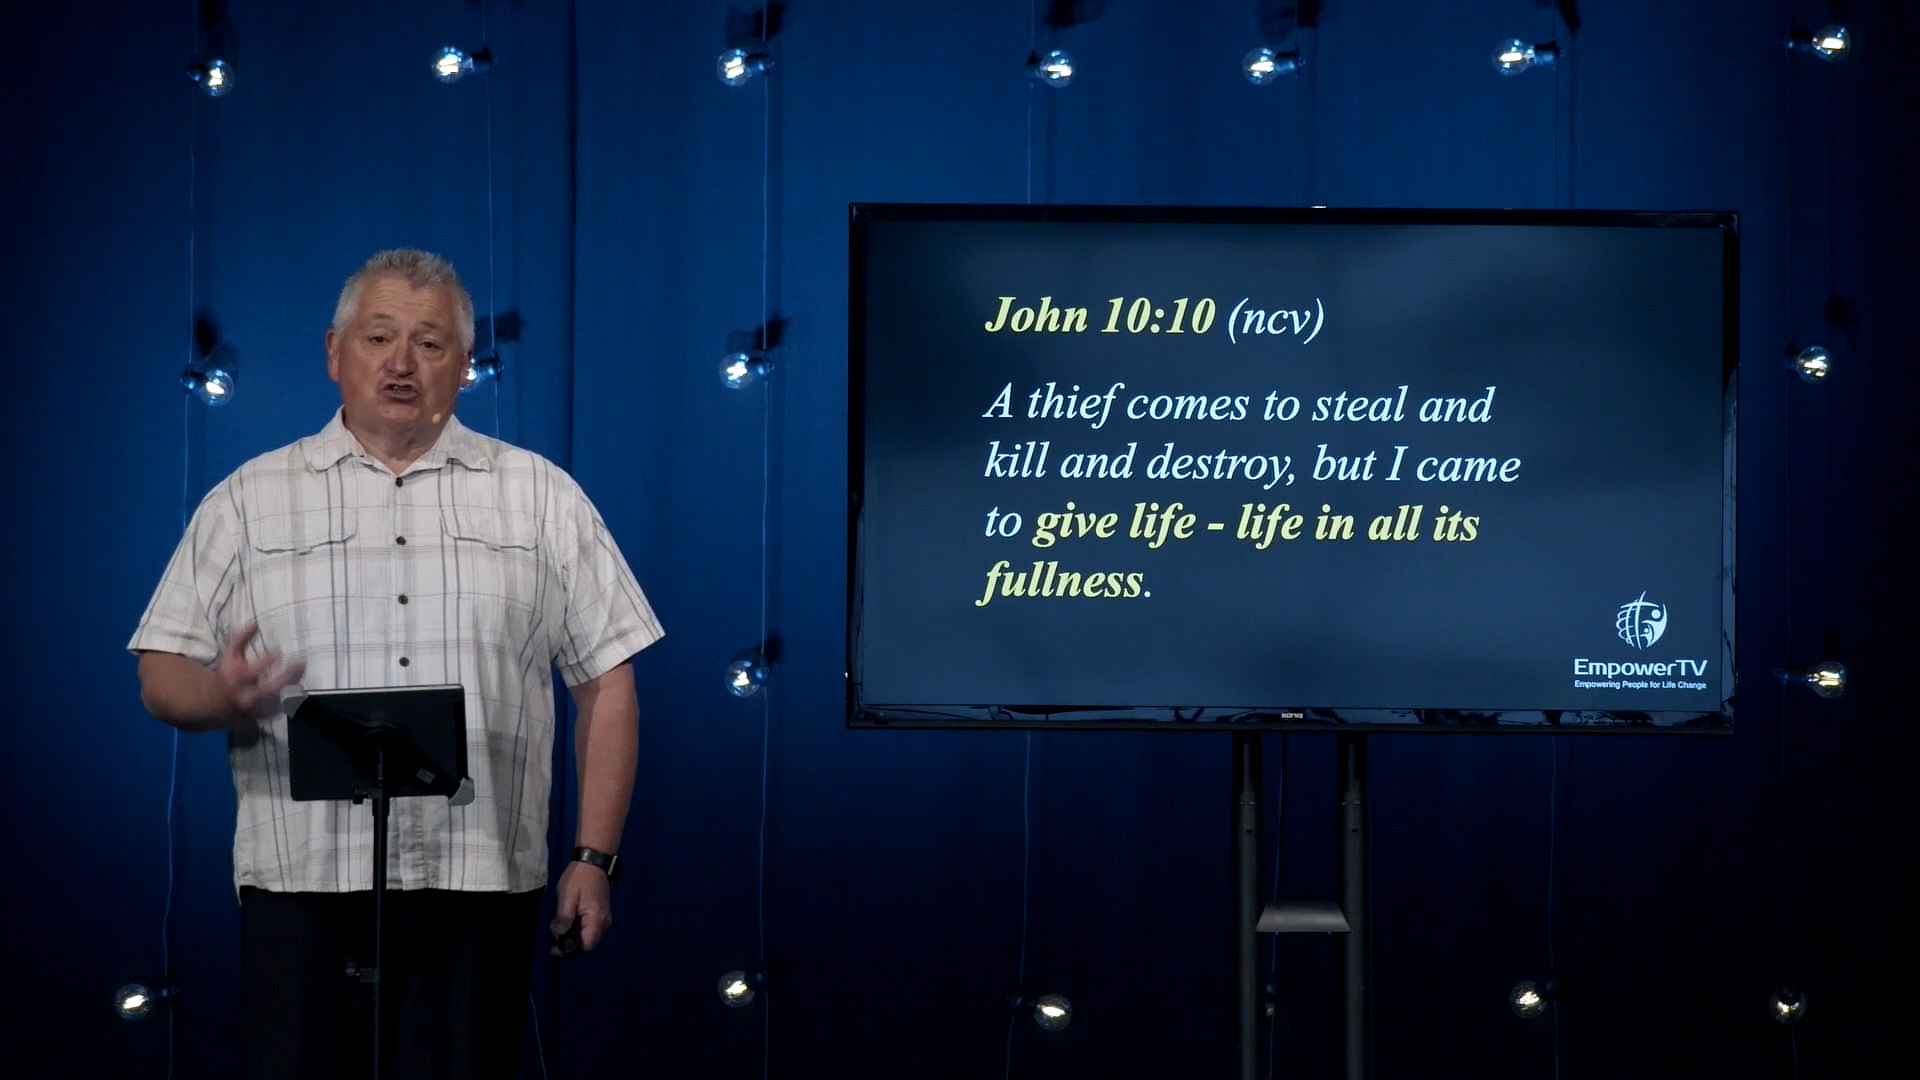 John 10:10 (ncv)
A thief comes to steal and
kill and destroy, but I came
to give life - life in all its
fullness.
EmpowerTV
Empowering People for Life Change
soniq